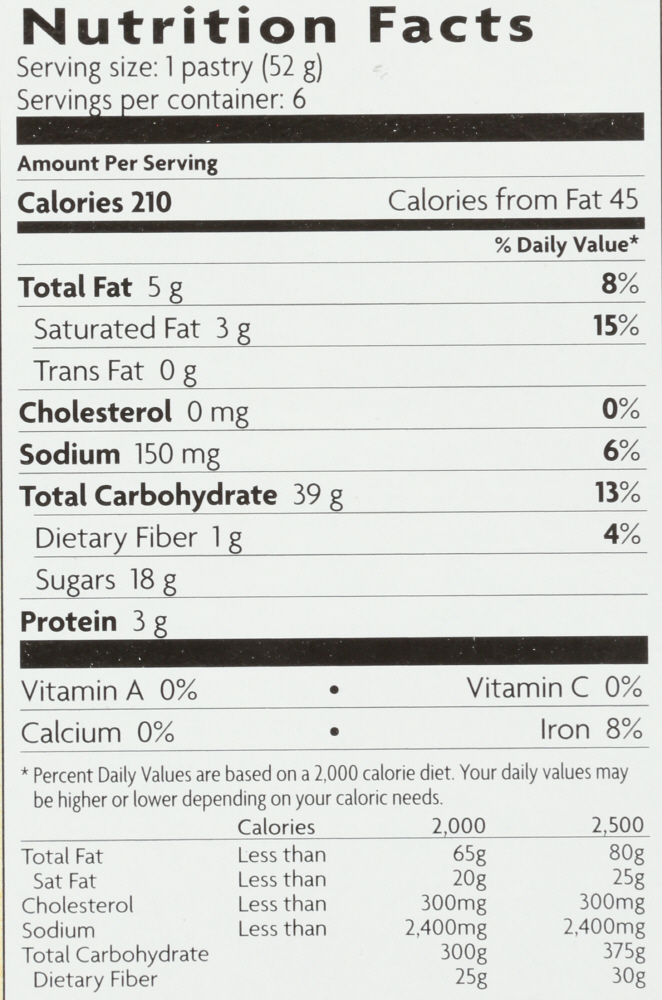 Nutrition Facts
Serving size: 1 pastry (52 g)
Servings per container: 6
Amount Per Serving
Calories 210 Calories from Fat 45
% Daily Value*
Total Fat 5 g 8%
Saturated Fat 3 g 15%
Trans Fat 0 g
Cholesterol 0 mg 0%
Sodium 150 mg 6%
Total Carbohydrate 39 g 13%
Dietary Fiber 1 g 4%
Sugars 18 g
Protein 3 g
Vitamin A 0% • Vitamin C 0%
Calcium 0% • Iron 8%
* Percent Daily Values are based on a 2,000 calorie diet. Your daily values may
be higher or lower depending on your caloric needs.
Calories 2,000 2,500
Total Fat Less than 65g 80g
Sat Fat Less than 20g 25g
Cholesterol Less than 300mg 300mg
Sodium Less than 2,400mg 2,400mg
Total Carbohydrate 300g 375g
Dietary Fiber 25g 30g